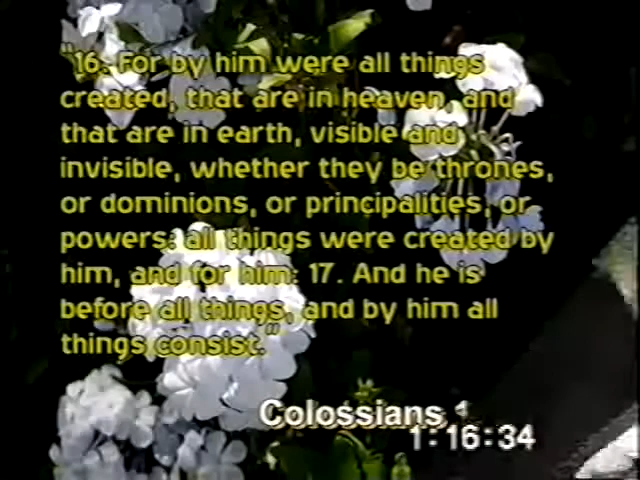 "16. For by him were all things
created, that are in heaven, and
that are in earth, visible and
invisible, whether they be thrones,
or dominions, or principalities, or
powers: all things were created by
him, and for him: 17. And he is
before all things, and by him all
things consist."
Colossians 1
1:16:34